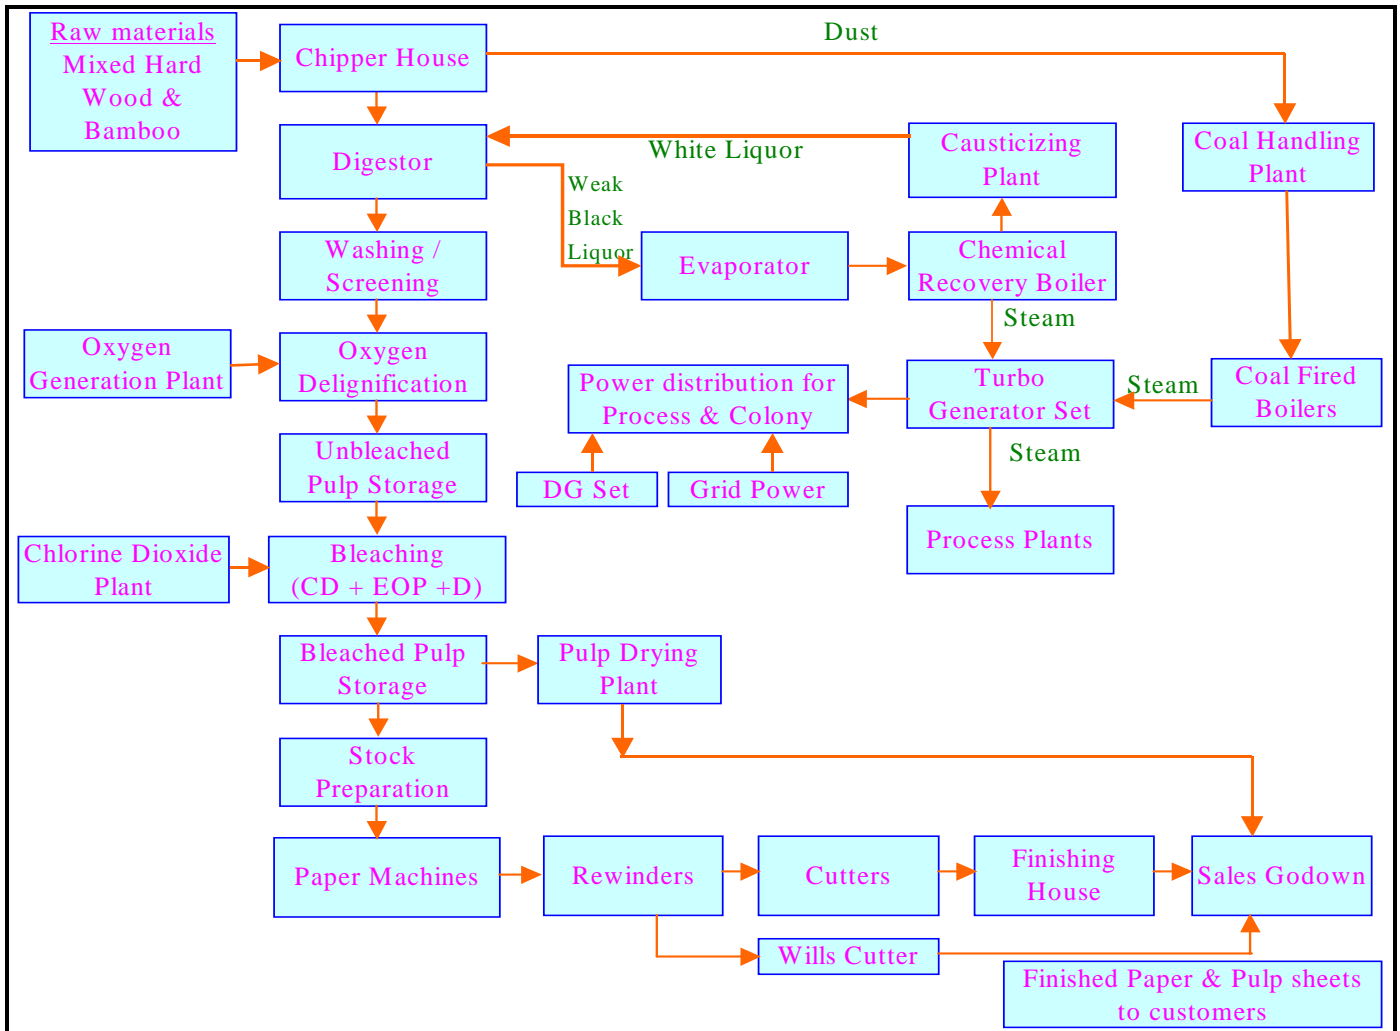 Raw materials
Mixed Hard
Wood &
Bamboo
Chipper House
Dust
Digestor
White Liquor
Causticizing
Plant
Coal Handling
Plant
Weak
Black
Liquor
Washing /
Screening
Evaporator
Chemical
Recovery Boiler
Steam
Oxygen
Generation Plant
Oxygen
Delignification
Power distribution for
Process & Colony
Turbo
Generator Set
Steam
Coal Fired
Boilers
Unbleached
Pulp Storage
DG Set
Grid Power
Steam
Process Plants
Chlorine Dioxide
Plant
Bleaching
(CD + EOP +D)
Bleached Pulp
Storage
Pulp Drying
Plant
Stock
Preparation
Paper Machines
Rewinders
Cutters
Finishing
House
Sales Godown
Wills Cutter
Finished Paper & Pulp sheets
to customers